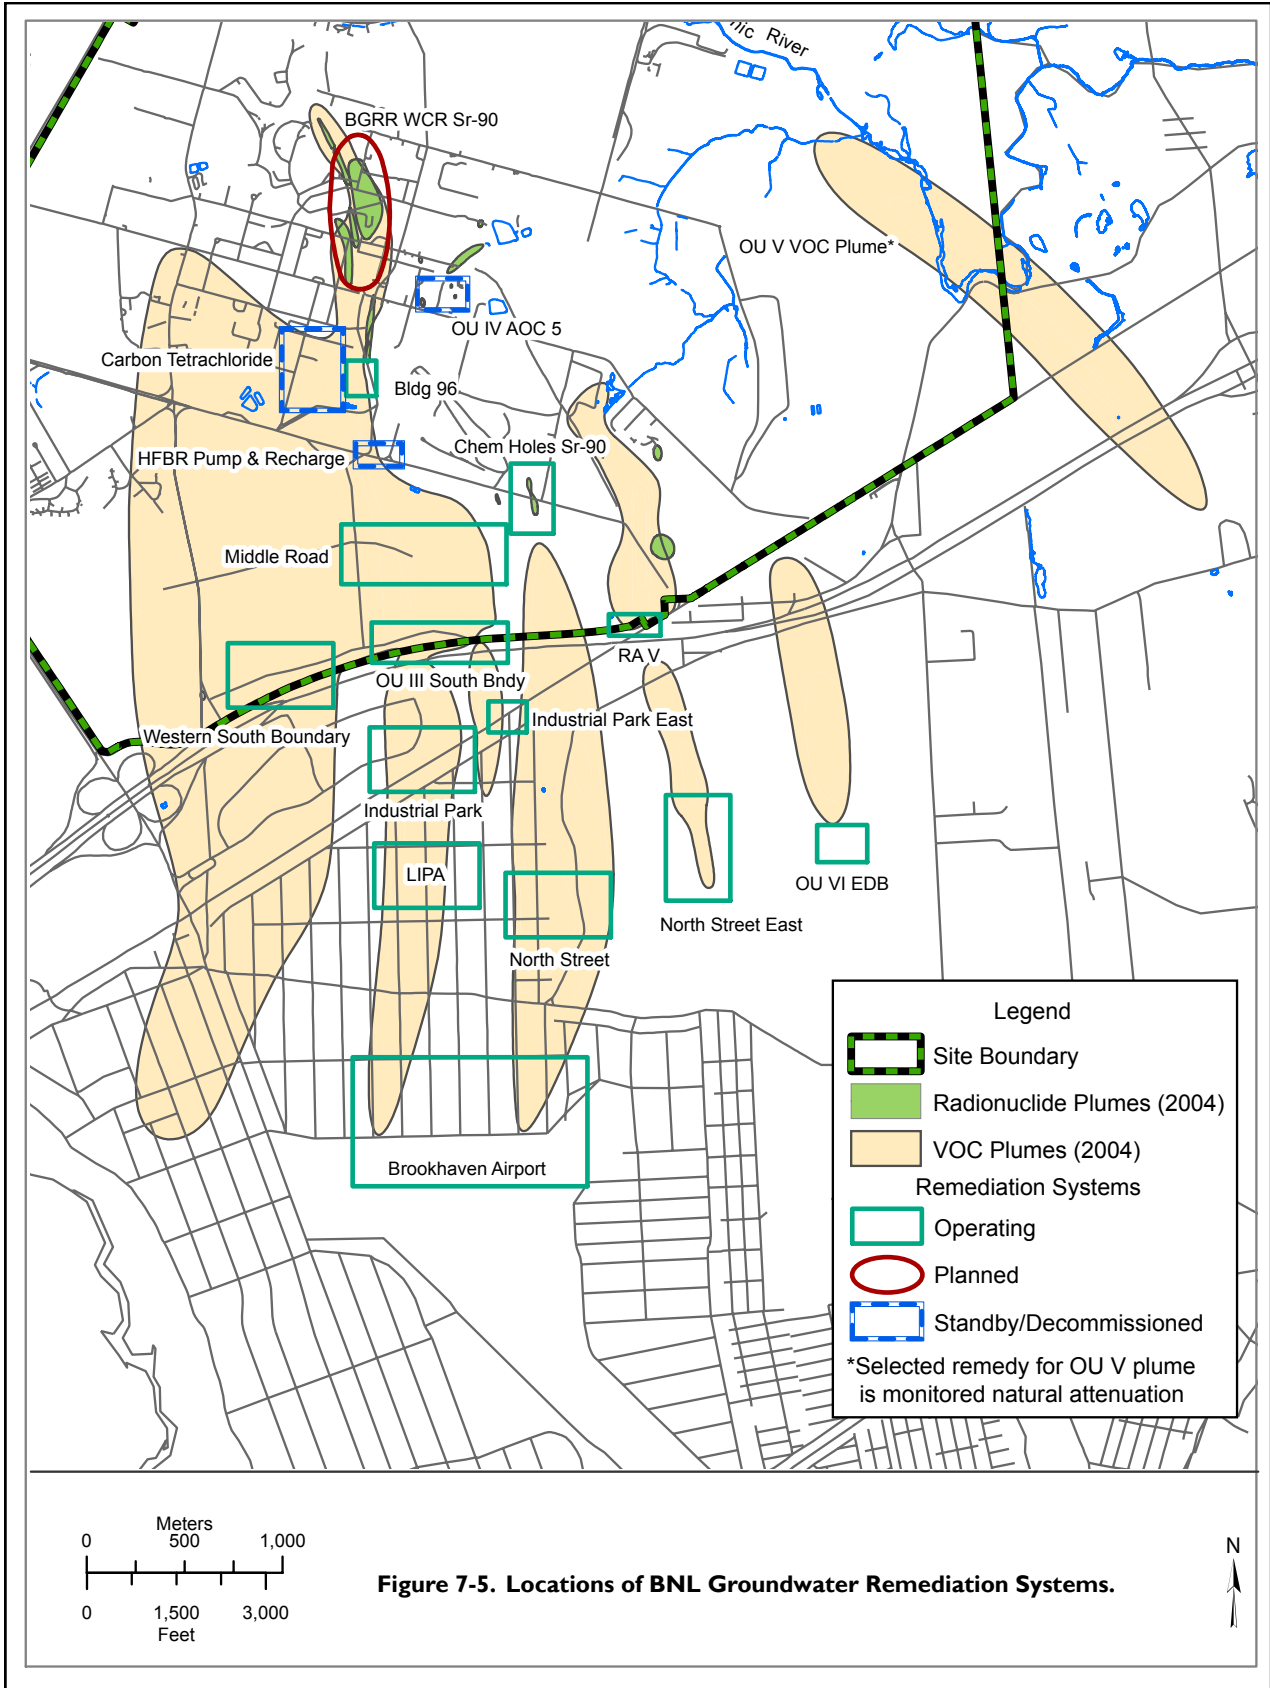 River
BGRR WCR Sr-90
OU V VOC Plume*
OU IV AOC 5
Carbon Tetrachloride
Bldg 96
Chem Holes Sr-90
HFBR Pump & Recharge
Middle Road
RA V
OU III South Bndy
Industrial Park East
Western South Boundary
Industrial Park
LIPA
OU VI EDB
North Street East
North Street
Brookhaven Airport
Legend
Site Boundary
Radionuclide Plumes (2004)
VOC Plumes (2004)
Remediation Systems
Operating
Planned
Standby/Decommissioned
*Selected remedy for OU V plume
is monitored natural attenuation
Meters
0 500 1,000
0 1,500 3,000
Feet
Figure 7-5. Locations of BNL Groundwater Remediation Systems.
N